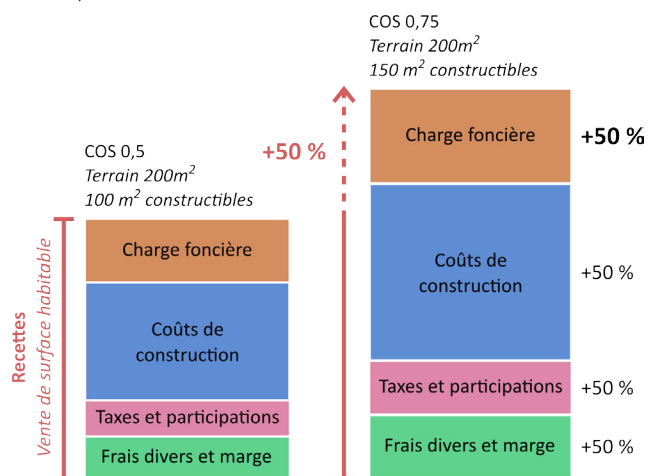 COS 0,75
Terrain 200m²
150 m² constructibles
Charge foncière
+50 %
+50 %
COS 0,5
Terrain 200m²
100 m² constructibles
Charge foncière
Coûts de
construction
+50 %
Coûts de
construction
Recettes
Vente de surface habitable
Taxes et participations
+50 %
Taxes et participations
Frais divers et marge
+50 %
Frais divers et marge